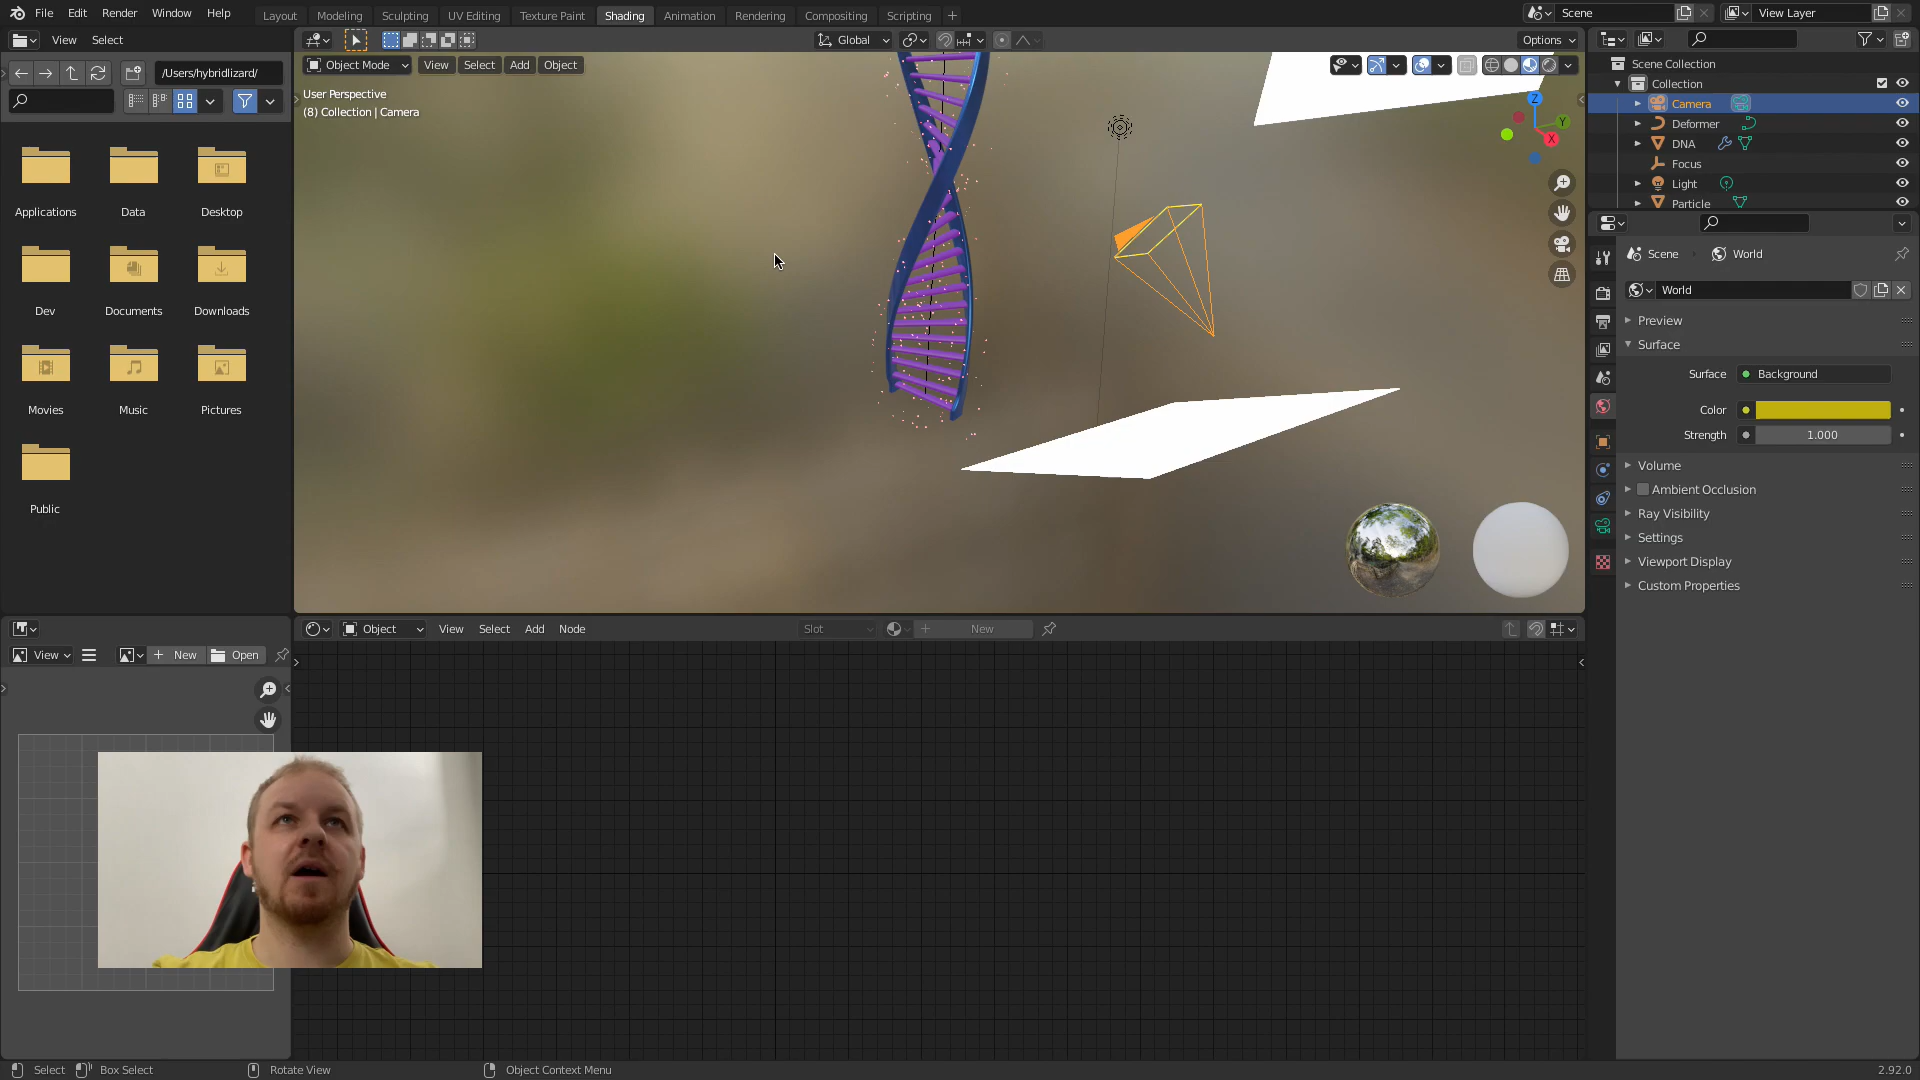 File Edit Render Window Help
Layout Modeling Sculpting UV Editing Texture Paint Shading Animation Rendering Compositing Scripting +
Scene
View Layer
View Select
Global
Options
/Users/hybridlizard/
Object Mode View Select Add Object
User Perspective
(8) Collection | Camera
Z
Y
X
Applications Data Desktop
Dev Documents Downloads
Movies Music Pictures
Public
Scene Collection
Collection
Camera
Deformer
DNA
Focus
Light
Particle
Scene World
World
Preview
Surface
Surface Background
Color
Strength 1.000
Volume
Ambient Occlusion
Ray Visibility
Settings
Viewport Display
Custom Properties
Object View Select Add Node
Slot
New
View
New Open
Select Box Select Rotate View Object Context Menu
2.92.0